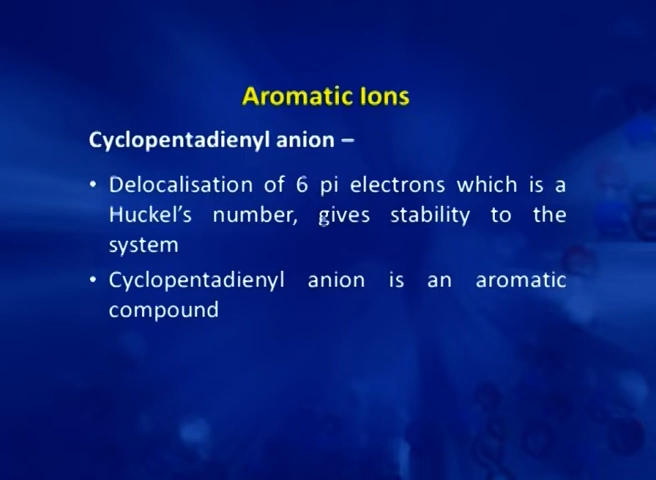 Aromatic Ions
Cyclopentadienyl anion –
• Delocalisation of 6 pi electrons which is a
Huckel's number, gives stability to the
system
• Cyclopentadienyl anion is an aromatic
compound